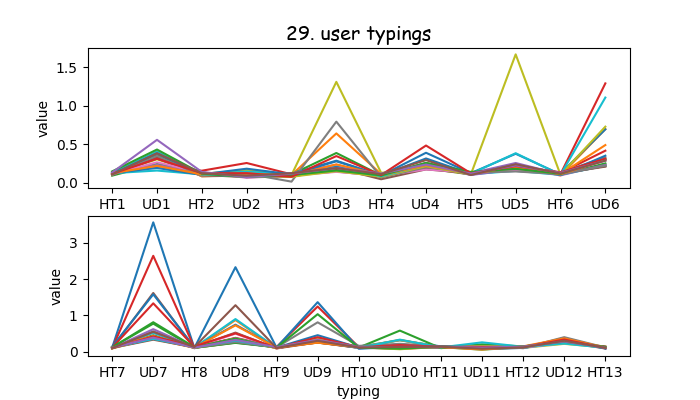 29. user typings
value
1.5
1.0
0.5
0.0
HT1 UD1 HT2 UD2 HT3 UD3 HT4 UD4 HT5 UD5 HT6 UD6
value
3
2
1
0
HT7 UD7 HT8 UD8 HT9 UD9 HT10 UD10 HT11 UD11 HT12 UD12 HT13
typing